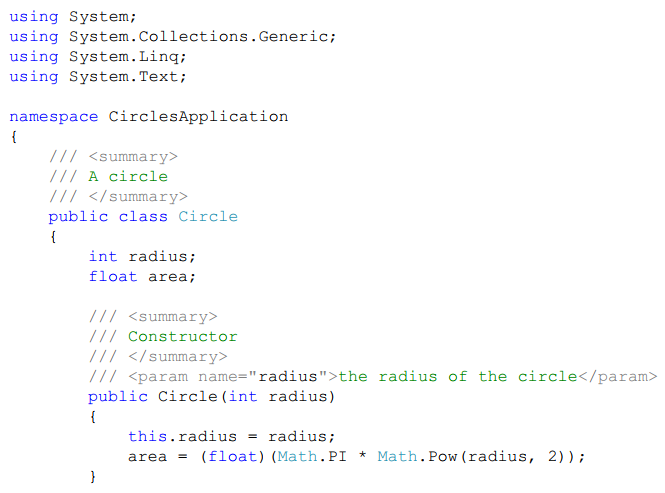 using System;
using System.Collections.Generic;
using System.Linq;
using System.Text;

namespace CirclesApplication
{
    /// <summary>
    /// A circle
    /// </summary>
    public class Circle
    {
        int radius;
        float area;

        /// <summary>
        /// Constructor
        /// </summary>
        /// <param name="radius">the radius of the circle</param>
        public Circle(int radius)
        {
            this.radius = radius;
            area = (float)(Math.PI * Math.Pow(radius, 2));
        }